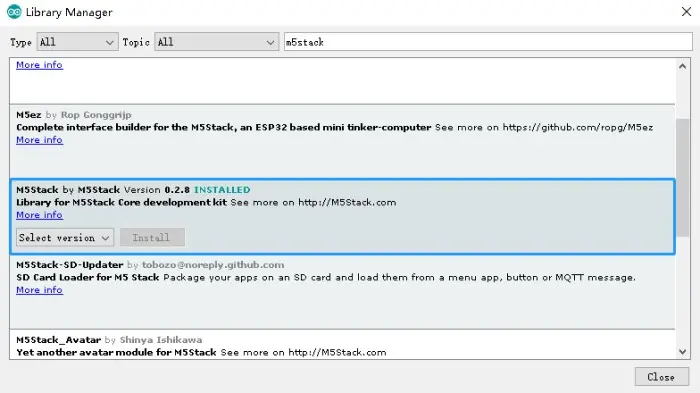 Library Manager
Type All Topic All m5stack
More info
M5ez by Rop Gonggrijp
Complete interface builder for the M5Stack, an ESP32 based mini tinker-computer See more on https://github.com/ropg/M5ez
More info
M5Stack by M5Stack Version 0.2.8 INSTALLED
Library for M5Stack Core development kit See more on http://M5Stack.com
More info
Select version Install
M5Stack-SD-Updater by tobozo@noreply.github.com
SD Card Loader for M5 Stack Package your apps on an SD card and load them from a menu app, button or MQTT message.
More info
M5Stack_Avatar by Shinya Ishikawa
Yet another avatar module for M5Stack See more on http://M5Stack.com
Close